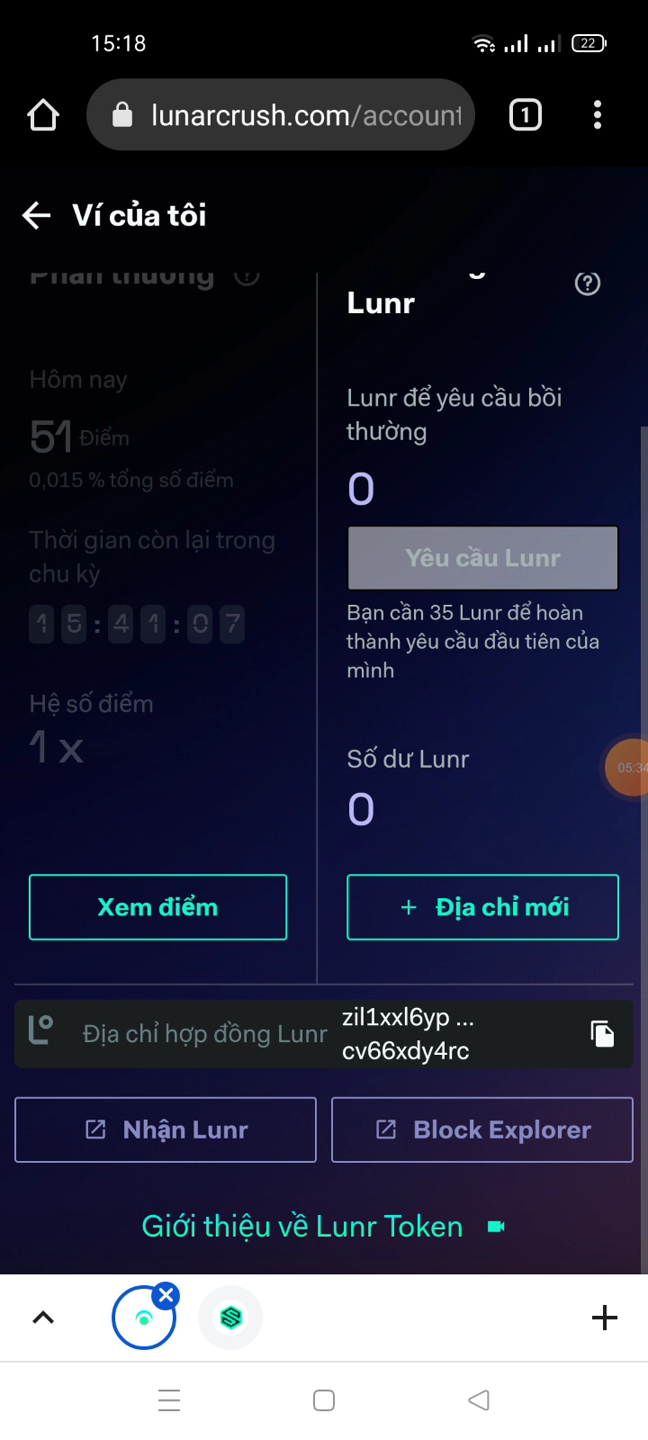 15:18
22
lunarcrush.com/account
1
Ví của tôi
Phần thưởng
Lunr
Hôm nay
51 Điểm
0,015 % tổng số điểm
Thời gian còn lại trong
chu kỳ
15:41:07
Hệ số điểm
1 x
Xem điểm
Lunr để yêu cầu bồi
thường
0
Yêu cầu Lunr
Bạn cần 35 Lunr để hoàn
thành yêu cầu đầu tiên của
mình
Số dư Lunr
0
05:34
+ Địa chỉ mới
Địa chỉ hợp đồng Lunr
zil1xxl6yp ...
cv66xdy4rc
Nhận Lunr
Block Explorer
Giới thiệu về Lunr Token